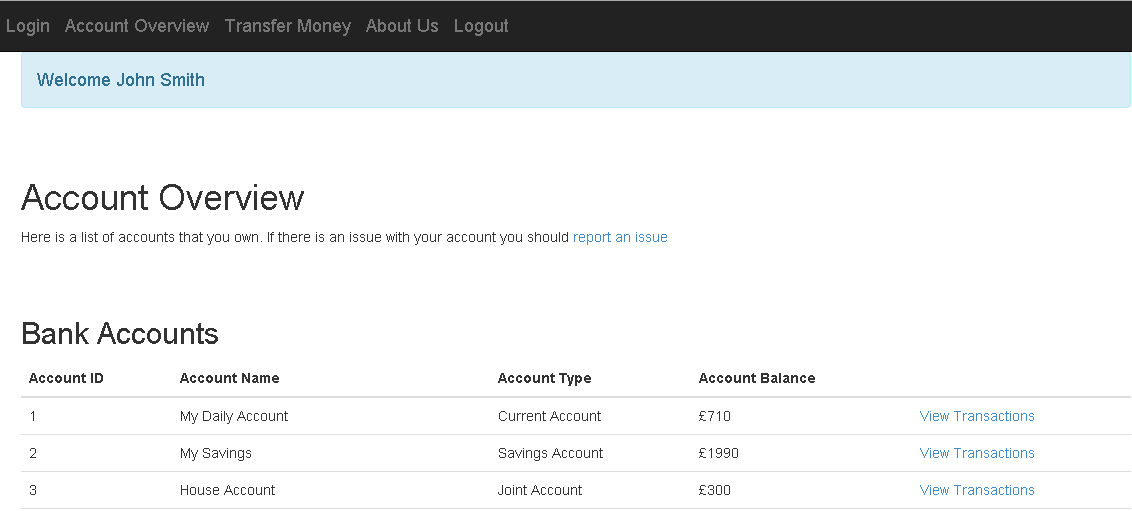 Login Account Overview Transfer Money About Us Logout
Welcome John Smith
Account Overview
Here is a list of accounts that you own. If there is an issue with your account you should report an issue
Bank Accounts
Account ID Account Name Account Type Account Balance
1 My Daily Account Current Account £710 View Transactions
2 My Savings Savings Account £1990 View Transactions
3 House Account Joint Account £300 View Transactions